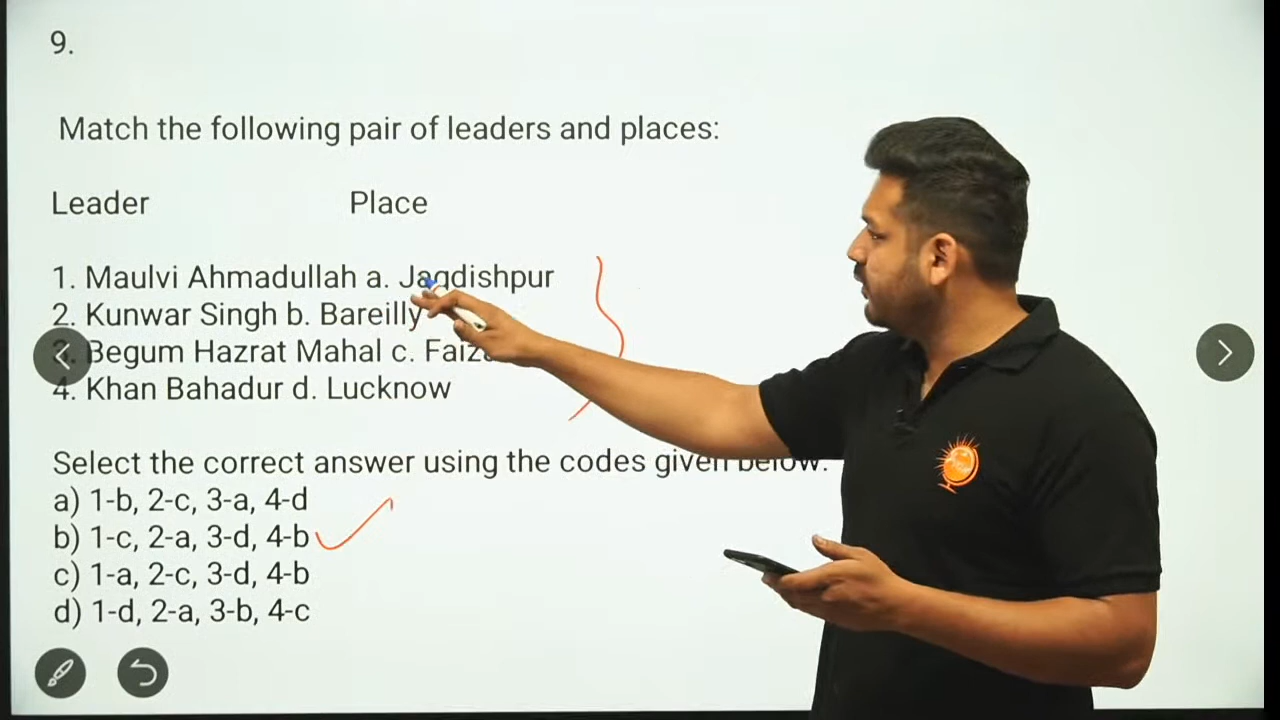 9.
Match the following pair of leaders and places:
Leader Place
1. Maulvi Ahmadullah a. Jagdishpur
2. Kunwar Singh b. Bareilly
3. Begum Hazrat Mahal c.
4. Khan Bahadur d. Lucknow
Select the correct answer using the codes given below:
a) 1-b, 2-c, 3-a, 4-d
b) 1-c, 2-a, 3-d, 4-b
c) 1-a, 2-c, 3-d, 4-b
d) 1-d, 2-a, 3-b, 4-c